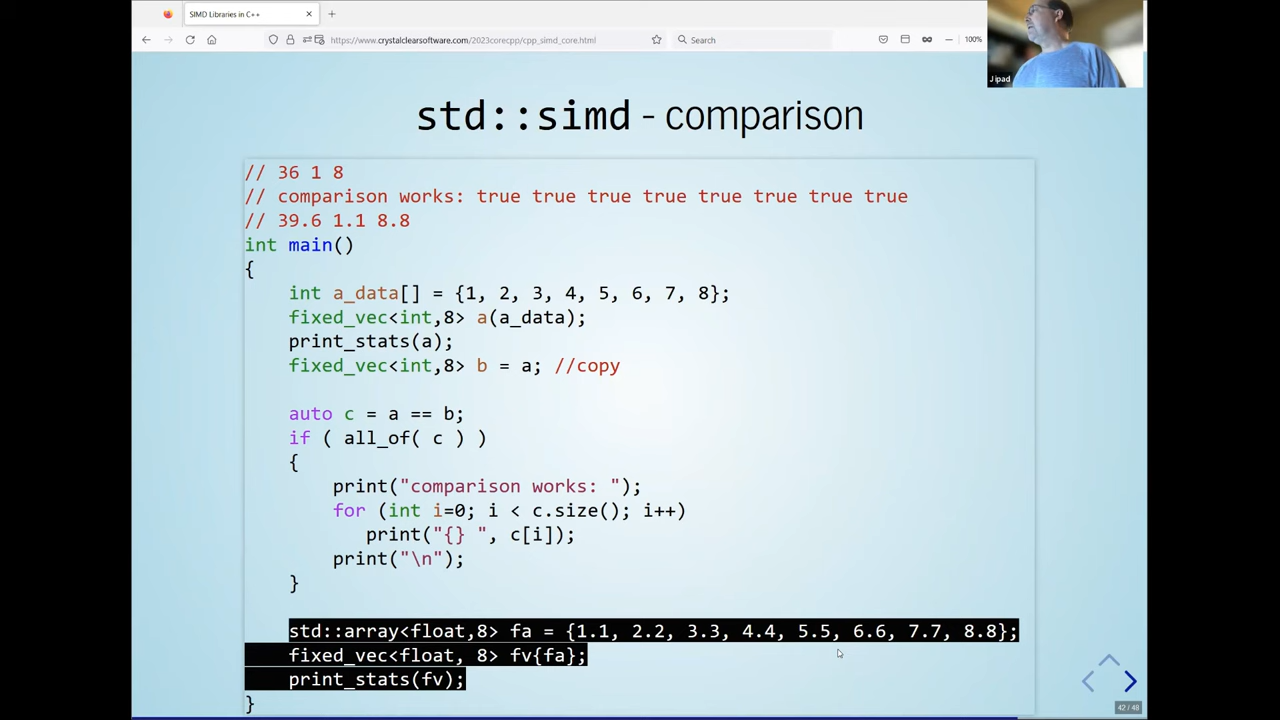 SIMD Libraries in C++
https://www.crystalclearsoftware.com/2023corecpp/cpp_simd_core.html
Search
100%
J ipad
std::simd - comparison
// 36 1 8
// comparison works: true true true true true true true true
// 39.6 1.1 8.8
int main()
{
    int a_data[] = {1, 2, 3, 4, 5, 6, 7, 8};
    fixed_vec<int,8> a(a_data);
    print_stats(a);
    fixed_vec<int,8> b = a; //copy
    auto c = a == b;
    if ( all_of( c ) )
    {
        print("comparison works: ");
        for (int i=0; i < c.size(); i++)
           print("{} ", c[i]);
        print("\n");
    }
    std::array<float,8> fa = {1.1, 2.2, 3.3, 4.4, 5.5, 6.6, 7.7, 8.8};
    fixed_vec<float, 8> fv{fa};
    print_stats(fv);
}
42 / 48